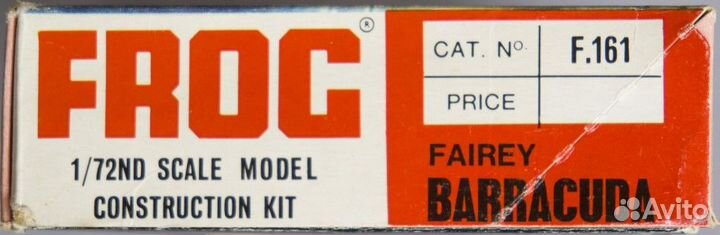 FROG®
1/72ND SCALE MODEL
CONSTRUCTION KIT
CAT. NO. F.161
PRICE
FAIREY
BARRACUDA
Avito